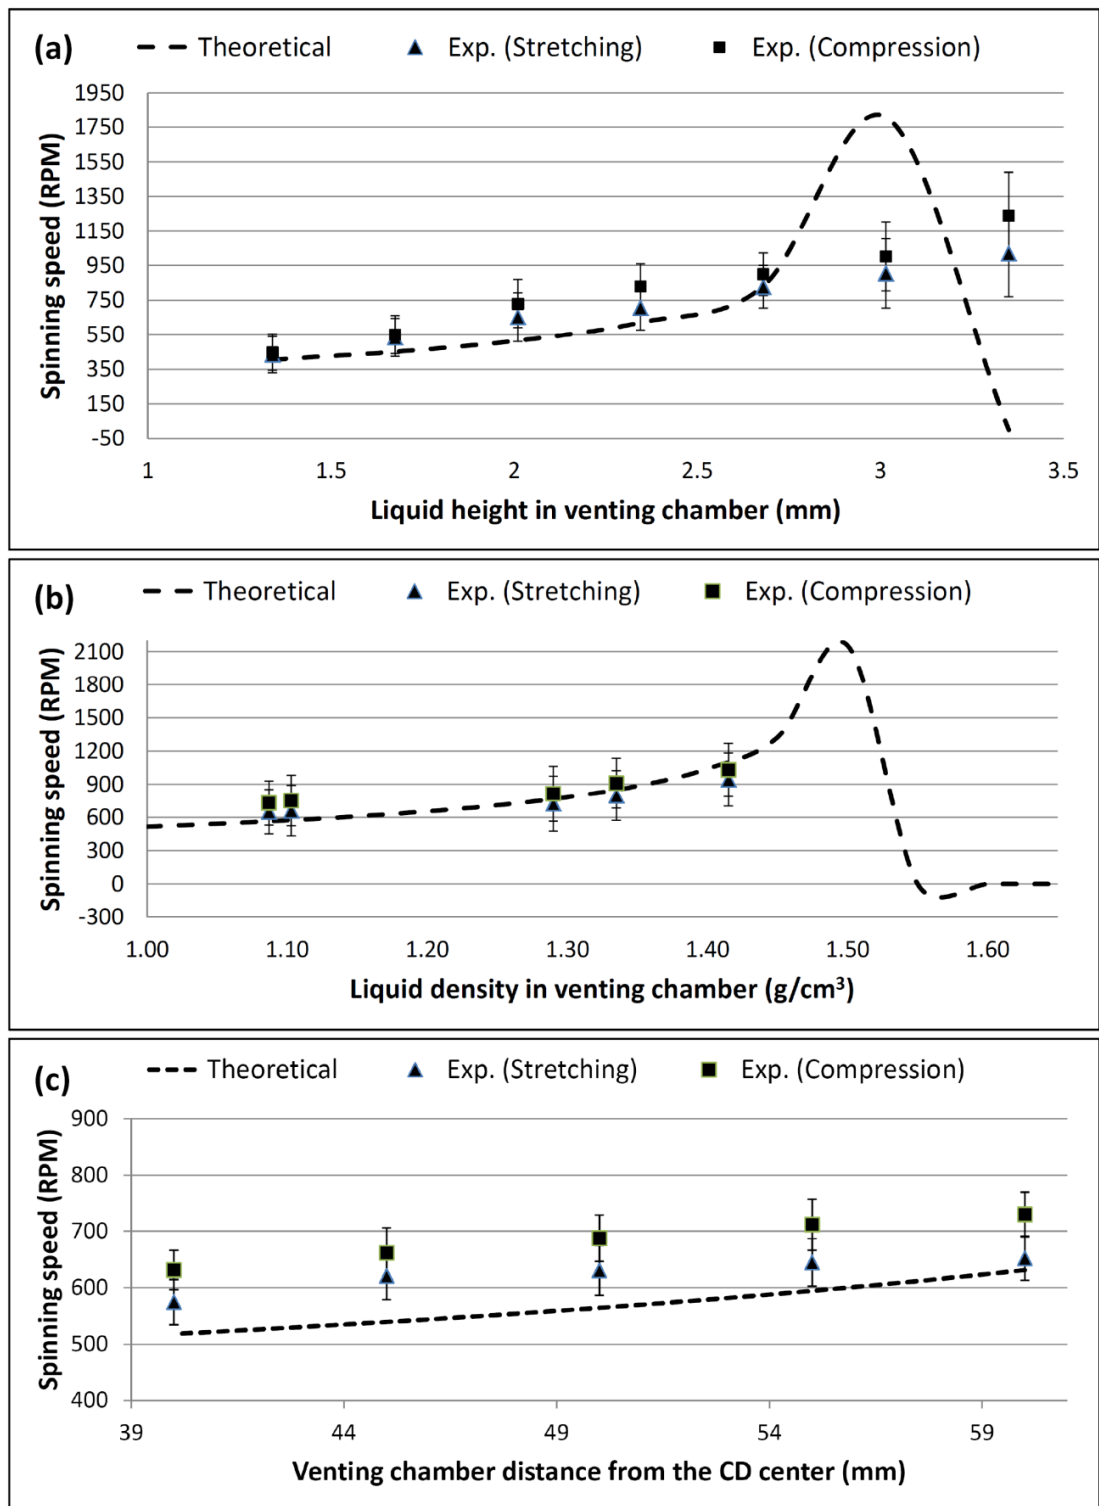 (a) Theoretical Exp. (Stretching) Exp. (Compression)
Spinning speed (RPM)
1950
1750
1550
1350
1150
950
750
550
350
150
-50
1 1.5 2 2.5 3 3.5
Liquid height in venting chamber (mm)
(b) Theoretical Exp. (Stretching) Exp. (Compression)
Spinning speed (RPM)
2100
1800
1500
1200
900
600
300
0
-300
1.00 1.10 1.20 1.30 1.40 1.50 1.60
Liquid density in venting chamber (g/cm³)
(c) Theoretical Exp. (Stretching) Exp. (Compression)
Spinning speed (RPM)
900
800
700
600
500
400
39 44 49 54 59
Venting chamber distance from the CD center (mm)